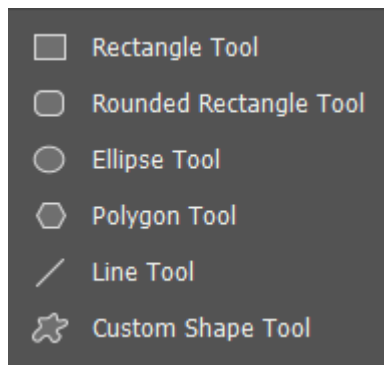 Rectangle Tool
Rounded Rectangle Tool
Ellipse Tool
Polygon Tool
Line Tool
Custom Shape Tool